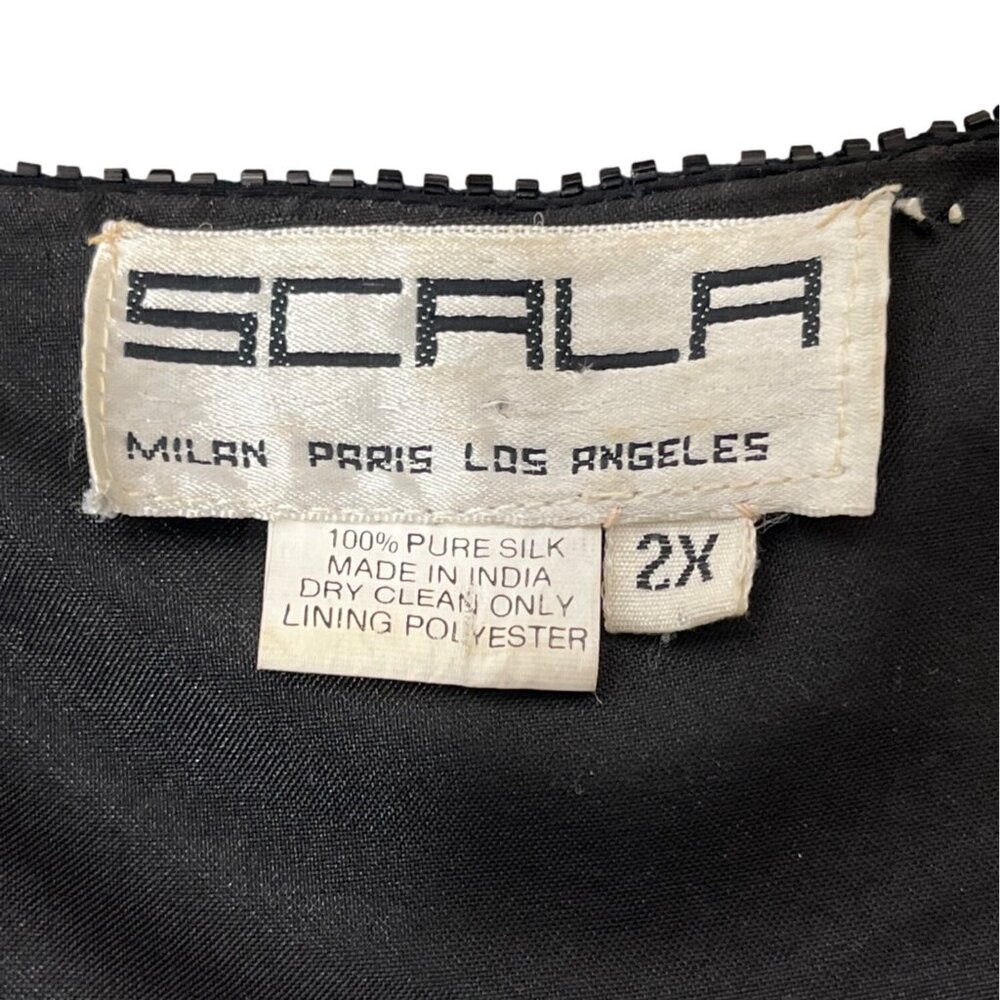 SCALA
MILAN PARIS LOS ANGELES
100% PURE SILK
MADE IN INDIA
DRY CLEAN ONLY
LINING POLYESTER
2X